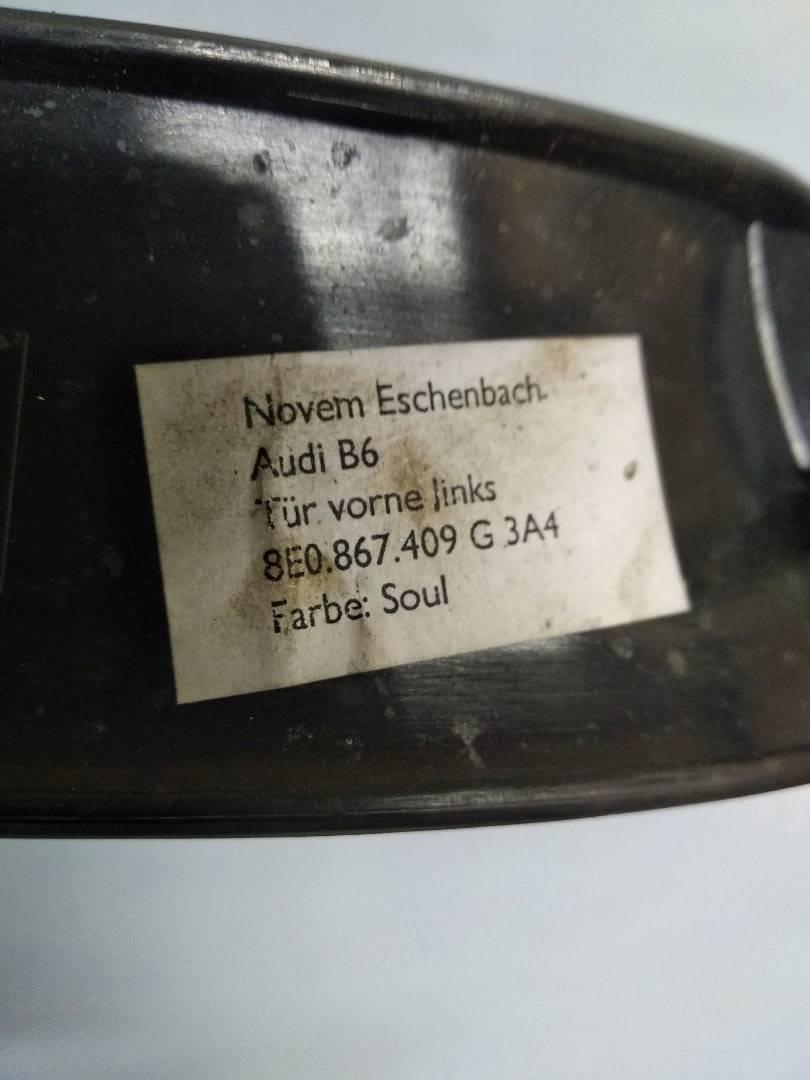 Novem Eschenbach
Audi B6
Tür vorne links
8E0.867.409 G 3A4
Farbe: Soul